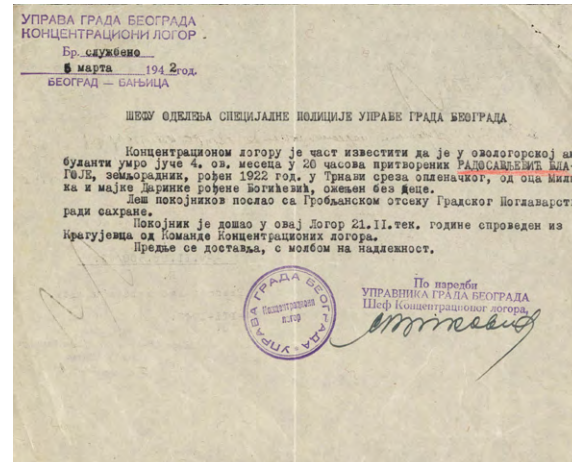 УПРАВА ГРАДА БЕОГРАДА
КОНЦЕНТРАЦИОНИ ЛОГОР .
Бр. службено
5 марта 1942 год.
БЕОГРАД — БАЊИЦА
ШЕФУ ОДЕЛЕЊА СПЕЦИЈАЛНЕ ПОЛИЦИЈЕ УПРАВЕ ГРАДА БЕОГРАДА
Концентрационом логору је част известити да је у овологорској ам
буланти умро јуче 4. ов. месеца у 20 часова притвореник РАДОСАВЉЕВИЋ БЛА-
ГОЈЕ, земљорадник, рођен 1922 год. у Трнави среза опленачког, од оца Мили
ка и мајке Даринке рођене Богићевић, ожењен без деце.
Леш покојников послао са Гробљанском отсеку Градског Поглаварст
ради сахране.
Покојник је дошао у овај Логор 21.II.тек. године спроведен из
Крагујевца од Команде Концентрационих логора.
Предње се доставља, с молбом на надлежност.
УПРАВА ГРАДА БЕОГРАДА
Концентрациони
логор
По наредби
УПРАВНИКА ГРАДА БЕОГРАДА
Шеф Концентрационог логора,